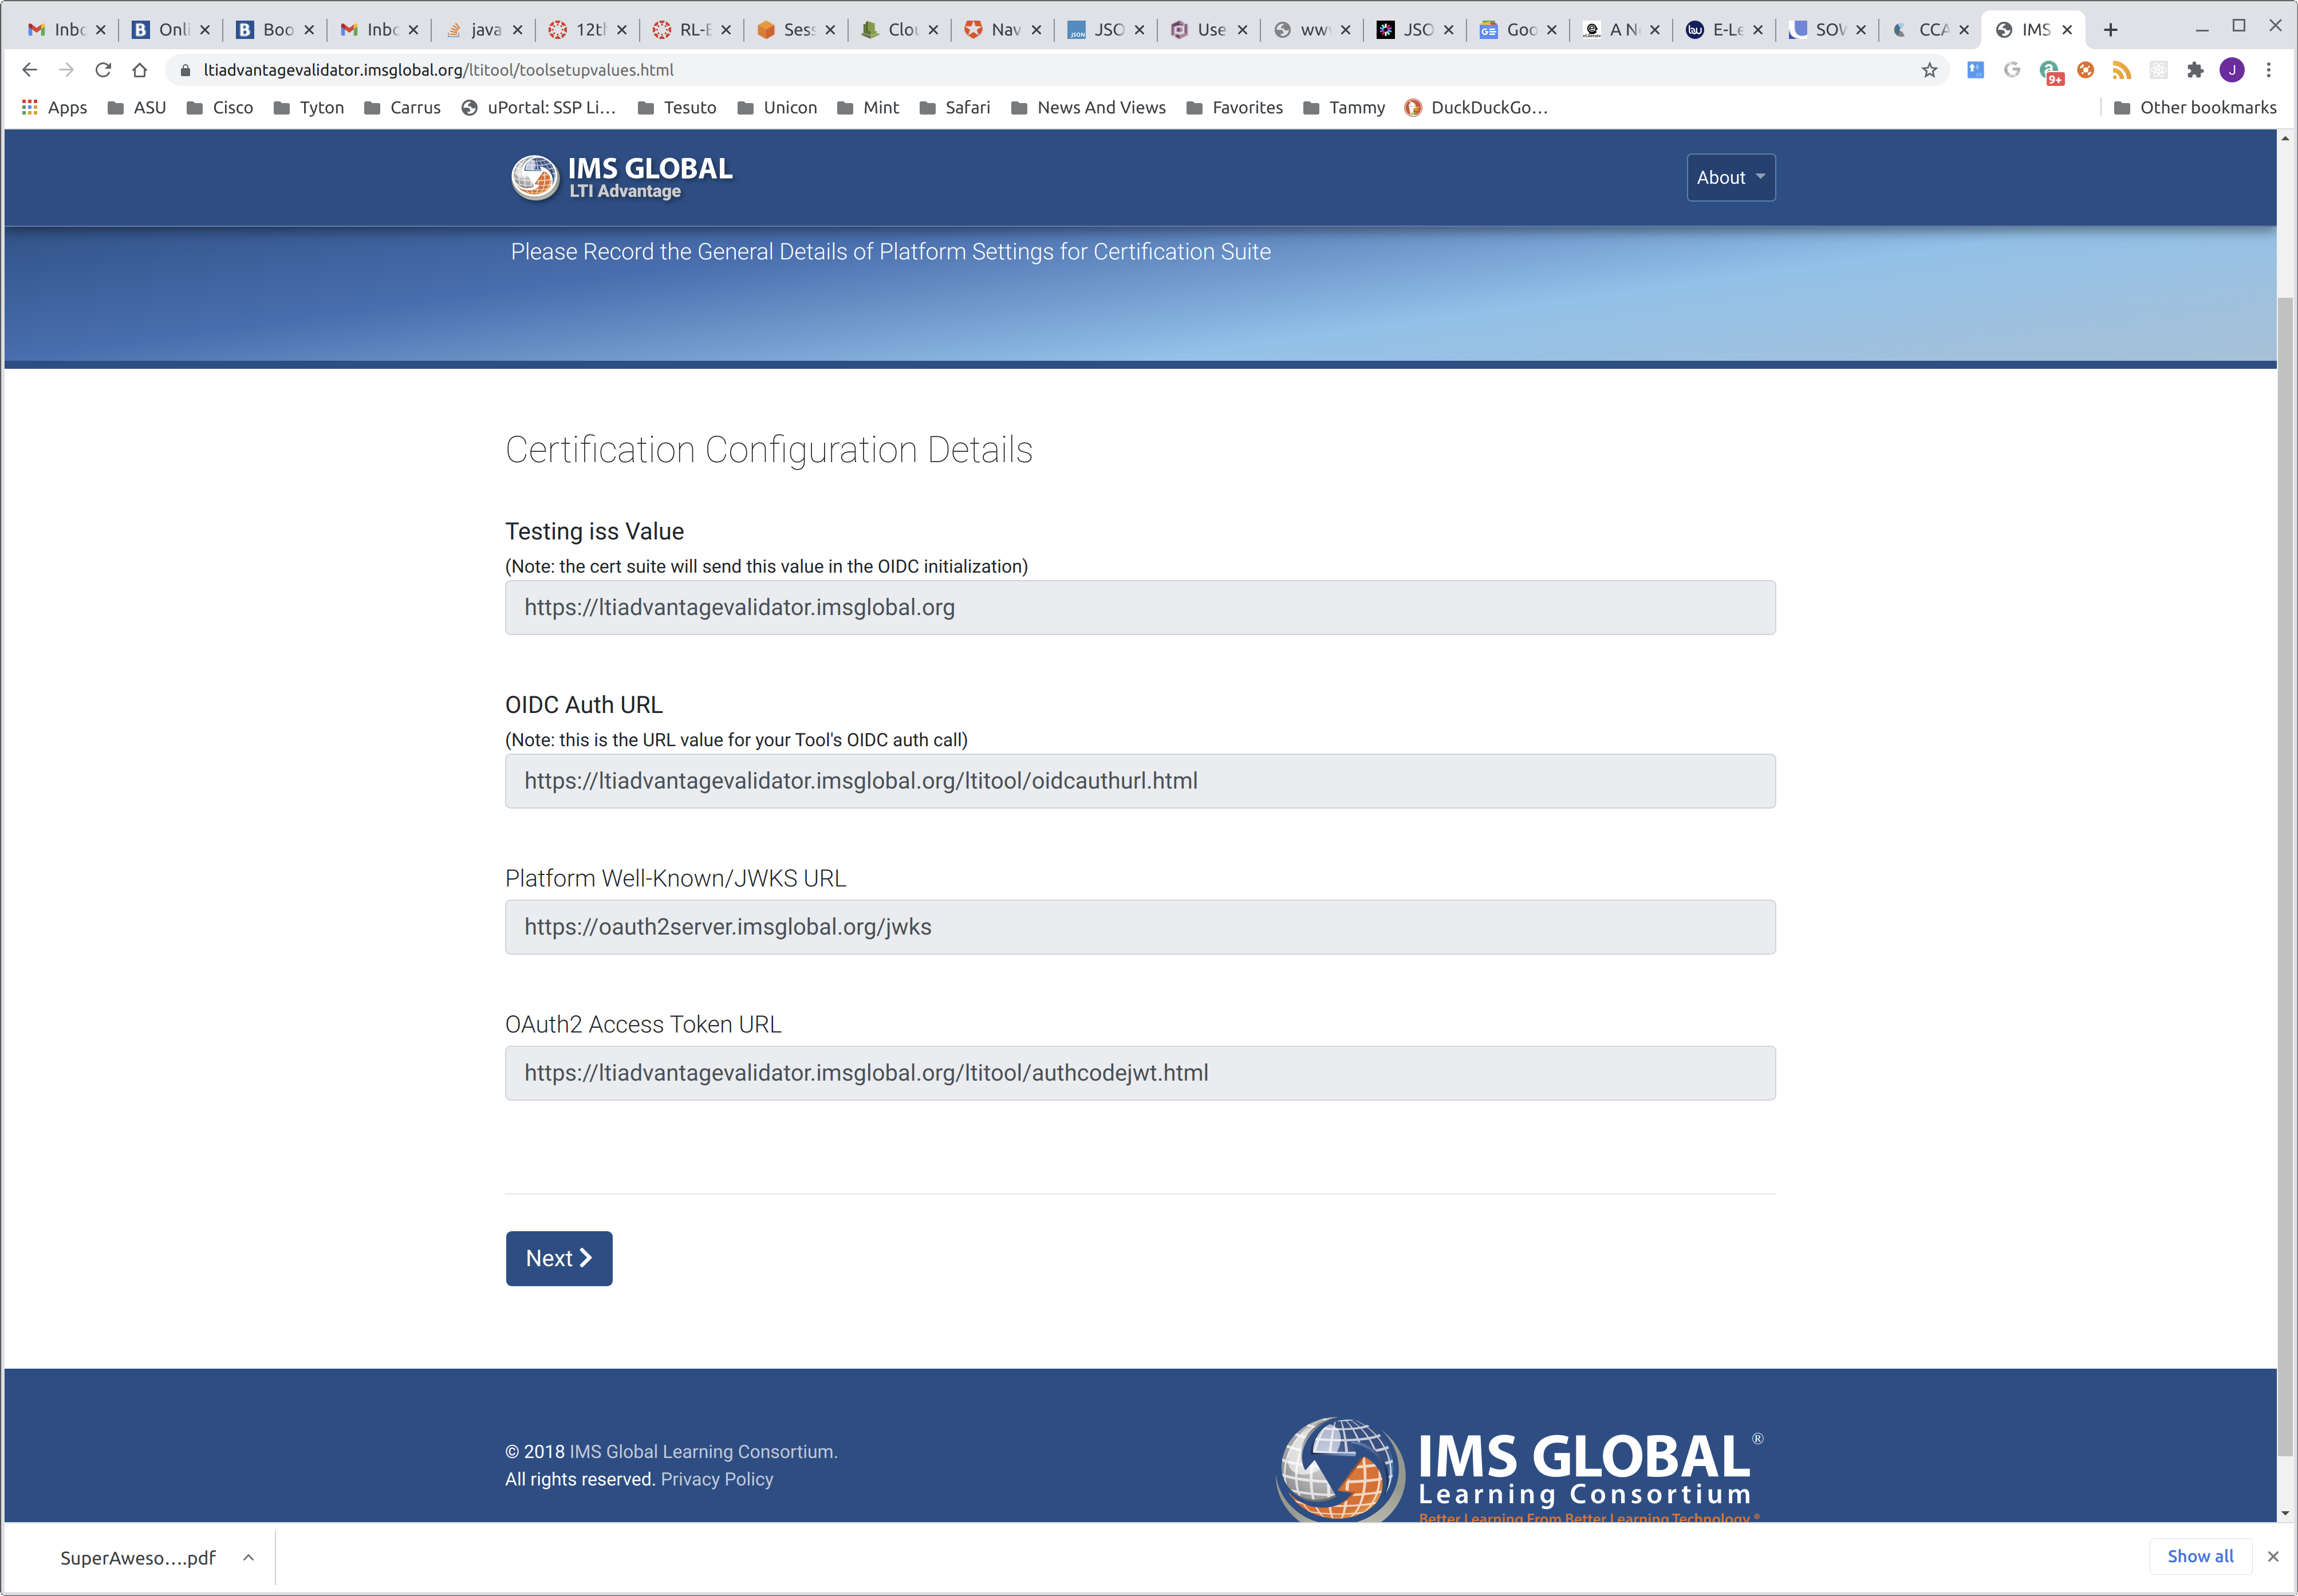 Inbc
Onli
Boo
Inbc
java
12th
RL-E
Sess
Clou
Nav
JSO
Use
ww
JSO
Goo
A N
E-Le
SOW
CCA
IMS
ltiadvantagevalidator.imsglobal.org/ltitool/toolsetupvalues.html
9+
J
Apps ASU Cisco Tyton Carrus uPortal: SSP Li... Tesuto Unicon Mint Safari News And Views Favorites Tammy DuckDuckGo... Other bookmarks
IMS GLOBAL
LTI Advantage
About
Please Record the General Details of Platform Settings for Certification Suite
Certification Configuration Details
Testing iss Value
(Note: the cert suite will send this value in the OIDC initialization)
https://ltiadvantagevalidator.imsglobal.org
OIDC Auth URL
(Note: this is the URL value for your Tool's OIDC auth call)
https://ltiadvantagevalidator.imsglobal.org/ltitool/oidcauthurl.html
Platform Well-Known/JWKS URL
https://oauth2server.imsglobal.org/jwks
OAuth2 Access Token URL
https://ltiadvantagevalidator.imsglobal.org/ltitool/authcodejwt.html
Next
© 2018 IMS Global Learning Consortium.
All rights reserved. Privacy Policy
IMS GLOBAL®
Learning Consortium
Better Learning From Better Learning Technology®
SuperAweso....pdf
Show all